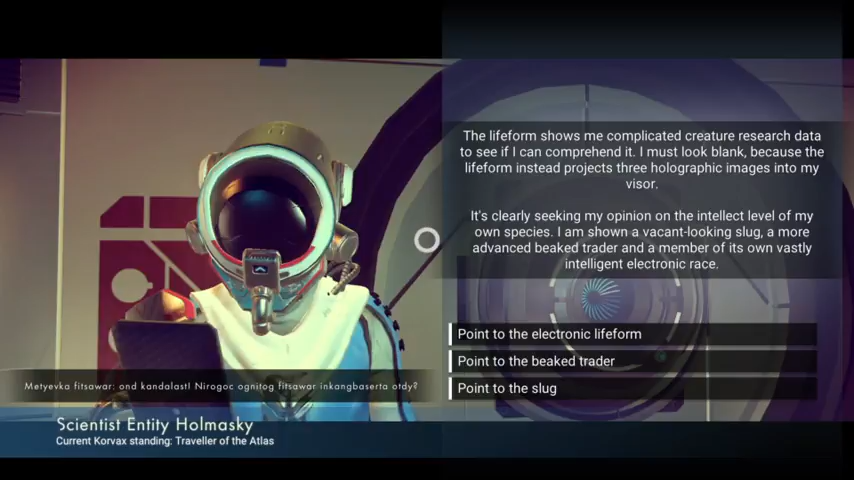 The lifeform shows me complicated creature research data
to see if I can comprehend it. I must look blank, because the
lifeform instead projects three holographic images into my
visor.
It's clearly seeking my opinion on the intellect level of my
own species. I am shown a vacant-looking slug, a more
advanced beaked trader and a member of its own vastly
intelligent electronic race.
Point to the electronic lifeform
Point to the beaked trader
Point to the slug
Metyevka fitsawar: ond kandalast! Nirogoc ognitog fitsawar inkangbaserta otdy?
Scientist Entity Holmasky
Current Korvax standing: Traveller of the Atlas